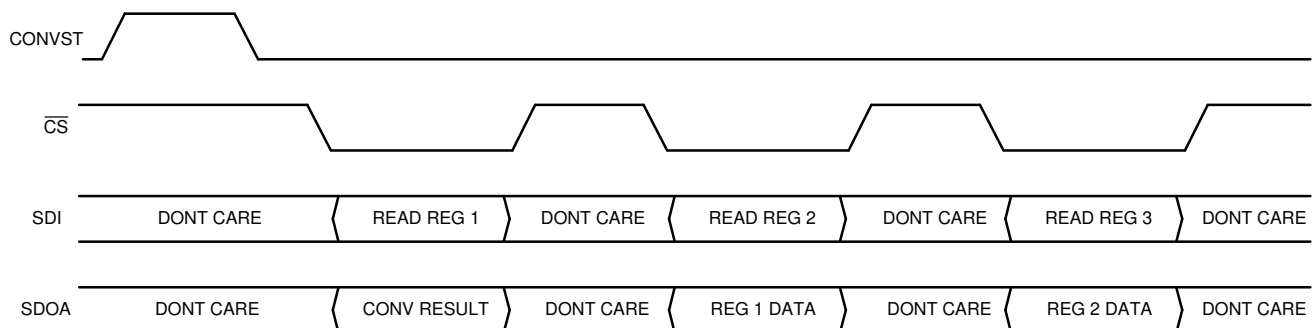 CONVST
CS
SDI DONT CARE READ REG 1 DONT CARE READ REG 2 DONT CARE READ REG 3 DONT CARE
SDOA DONT CARE CONV RESULT DONT CARE REG 1 DATA DONT CARE REG 2 DATA DONT CARE